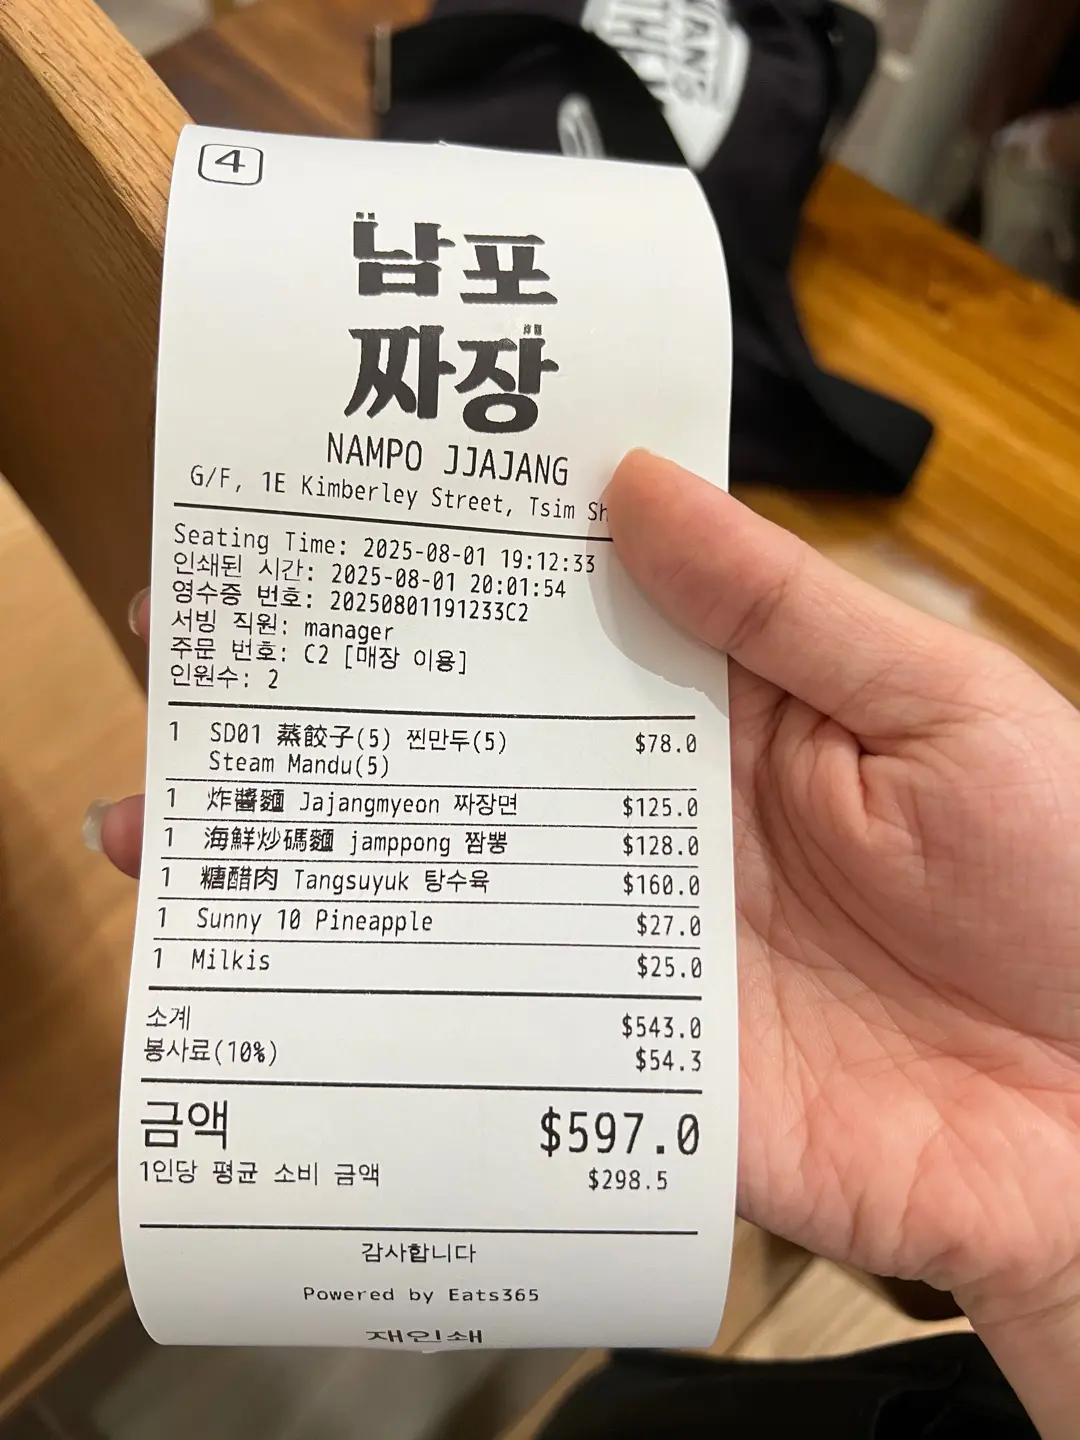 4
남포
짜장
NAMPO JJAJANG
G/F, 1E Kimberley Street, Tsim Sh
Seating Time: 2025-08-01 19:12:33
인쇄된 시간: 2025-08-01 20:01:54
영수증 번호: 20250801191233C2
서빙 직원: manager
주문 번호: C2 [매장 이용]
인원수: 2
1 SD01 蒸餃子(5) 찐만두(5) $78.0
Steam Mandu(5)
1 炸醬麵 Jajangmyeon 짜장면 $125.0
1 海鮮炒碼麵 jamppong 짬뽕 $128.0
1 糖醋肉 Tangsuyuk 탕수육 $160.0
1 Sunny 10 Pineapple $27.0
1 Milkis $25.0
소계 $543.0
봉사료(10%) $54.3
금액 $597.0
1인당 평균 소비 금액 $298.5
감사합니다
Powered by Eats365
재인쇄
VANS